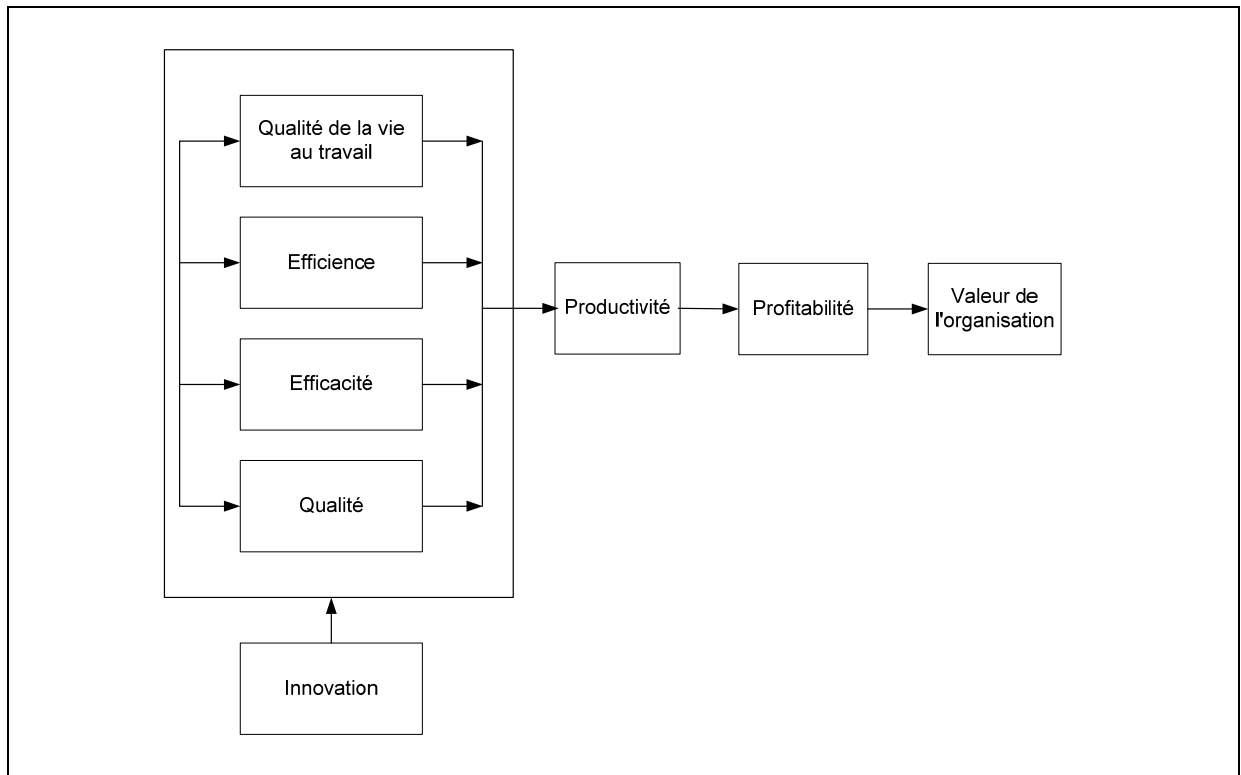 Qualité de la vie
au travail
Efficience
Efficacité
Qualité
Innovation
Productivité
Profitabilité
Valeur de
l'organisation